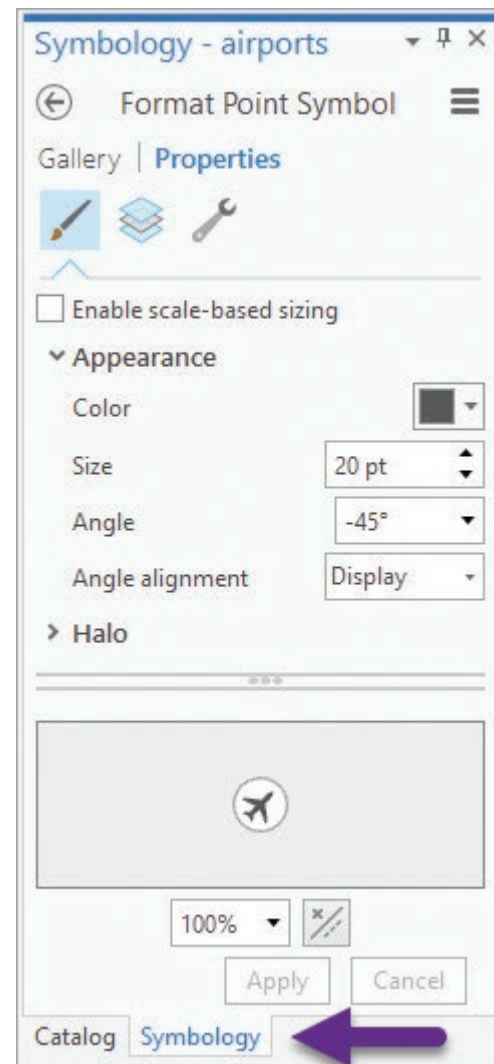 Symbology - airports
Format Point Symbol
Gallery | Properties
Enable scale-based sizing
Appearance
Color
Size 20 pt
Angle -45°
Angle alignment Display
Halo
100%
Apply Cancel
Catalog Symbology